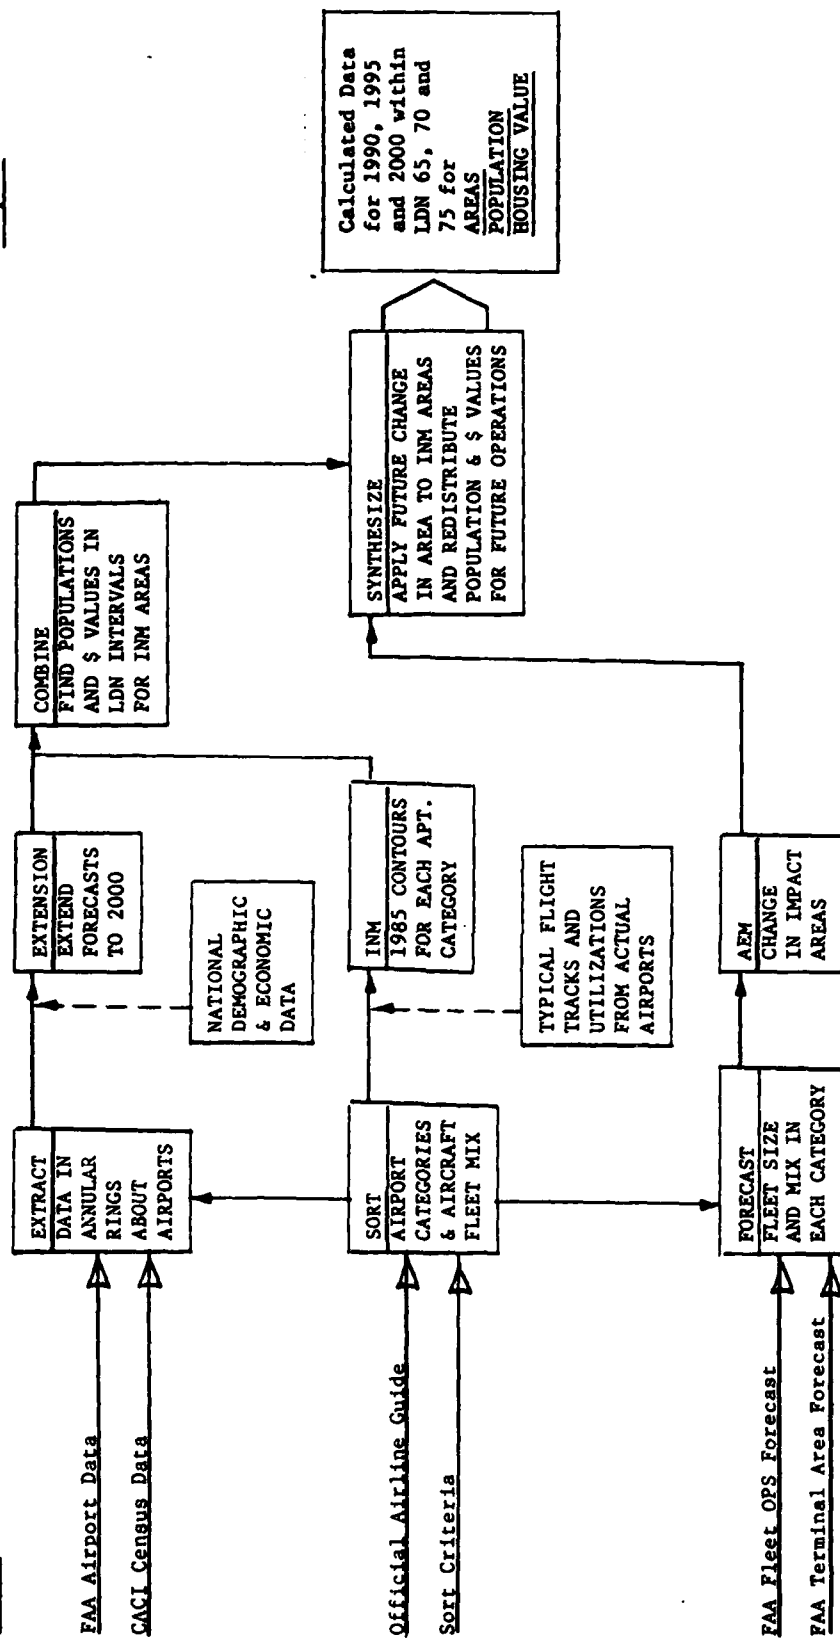 FAA Airport Data
CACI Census Data
EXTRACT
DATA IN
ANNULAR
RINGS
ABOUT
AIRPORTS
EXTENSION
EXTEND
FORECASTS
TO 2000
NATIONAL
DEMOGRAPHIC
& ECONOMIC
DATA
COMBINE
FIND POPULATIONS
AND $ VALUES IN
LDN INTERVALS
FOR INM AREAS
Official Airline Guide
Sort Criteria
SORT
AIRPORT
CATEGORIES
& AIRCRAFT
FLEET MIX
INM
1985 CONTOURS
FOR EACH APT.
CATEGORY
TYPICAL FLIGHT
TRACKS AND
UTILIZATIONS
FROM ACTUAL
AIRPORTS
SYNTHESIZE
APPLY FUTURE CHANGE
IN AREA TO INM AREAS
AND REDISTRIBUTE
POPULATION & $ VALUES
FOR FUTURE OPERATIONS
Calculated Data
for 1990, 1995
and 2000 within
LDN 65, 70 and
75 for
AREAS
POPULATION
HOUSING VALUE
FAA Fleet OPS Forecast
FAA Terminal Area Forecast
FORECAST
FLEET SIZE
AND MIX IN
EACH CATEGORY
AEM
CHANGE
IN IMPACT
AREAS